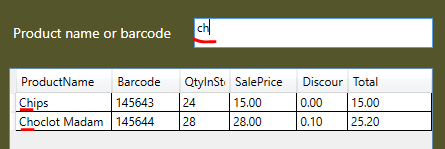 Product name or barcode ch
ProductName Barcode QtyInSto SalePrice Discour Total
Chips 145643 24 15.00 0.00 15.00
Choclot Madam 145644 28 28.00 0.10 25.20